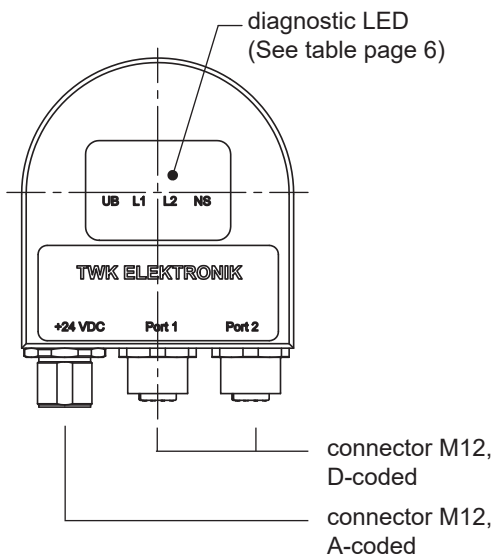 diagnostic LED
(See table page 6)
UB L1 L2 NS
TWK ELEKTRONIK
+24 VDC Port 1 Port 2
connector M12,
D-coded
connector M12,
A-coded